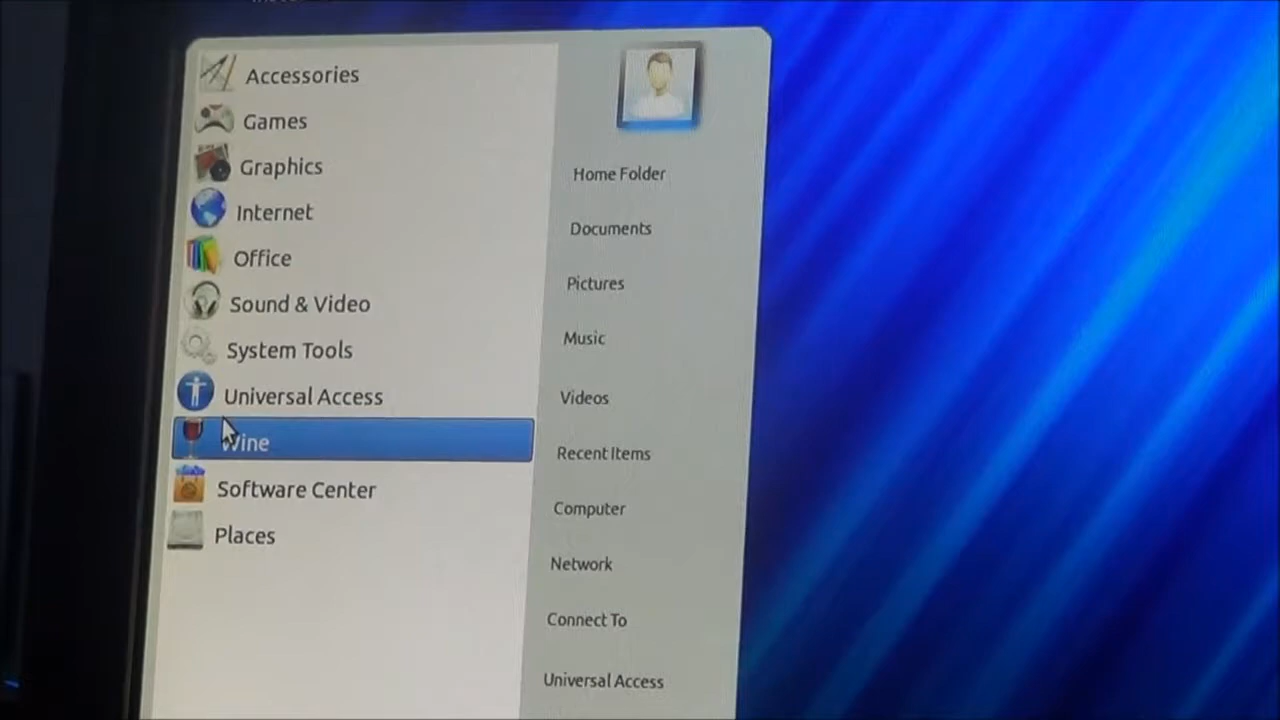 Accessories
Games
Graphics
Internet
Office
Sound & Video
System Tools
Universal Access
Wine
Software Center
Places
Home Folder
Documents
Pictures
Music
Videos
Recent Items
Computer
Network
Connect To
Universal Access